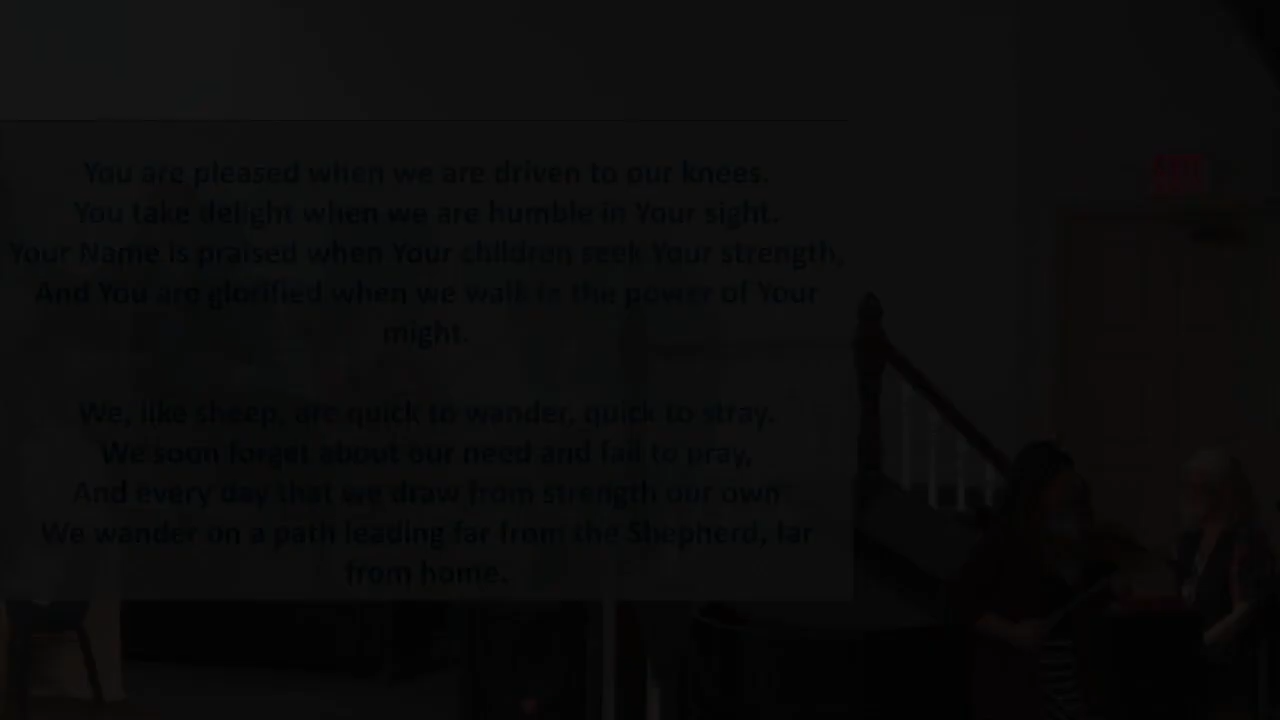 EXIT
You are pleased when we are driven to our knees.
You take delight when we are humble in Your sight.
Your Name is praised when Your children seek Your strength,
And You are glorified when we walk in the power of Your
might.
We, like sheep, are quick to wander, quick to stray.
We soon forget about our need and fail to pray,
And every day that we draw from strength our own
We wander on a path leading far from the Shepherd, far
from home.